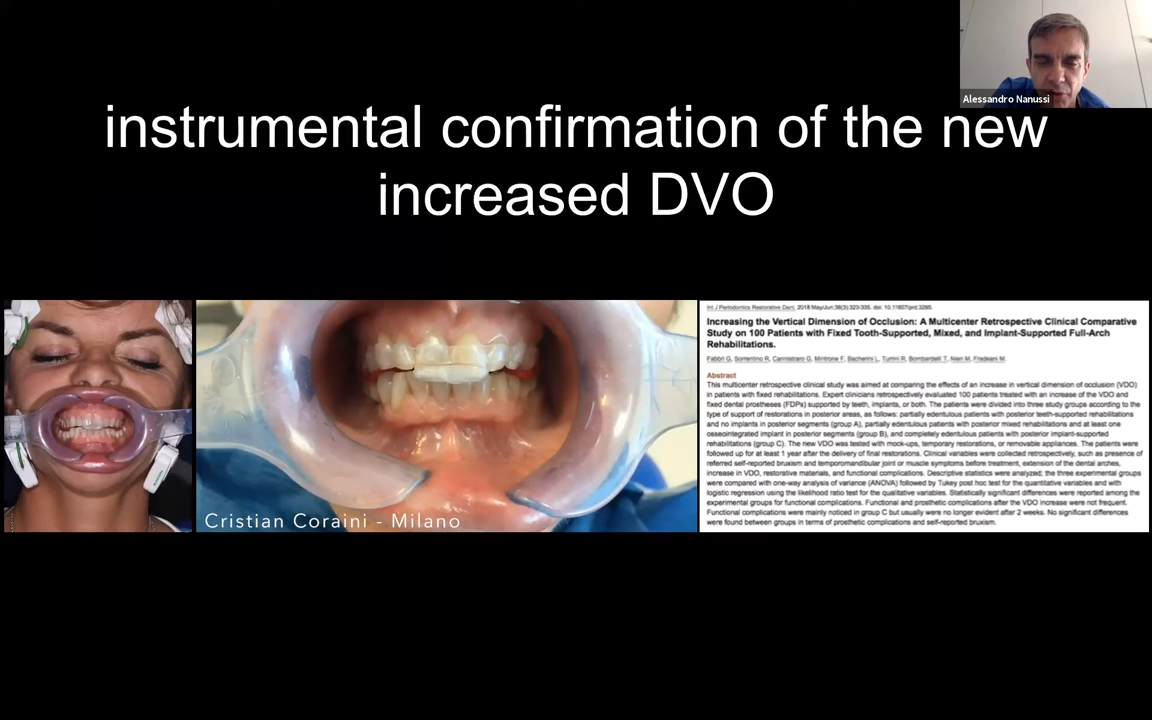 Alessandro Nanussi
instrumental confirmation of the new
increased DVO
Cristian Coraini - Milano
Int J Periodontics Restorative Dent. 2018 May/Jun;38(3):323-335. doi: 10.11607/prd.3295.
Increasing the Vertical Dimension of Occlusion: A Multicenter Retrospective Clinical Comparative
Study on 100 Patients with Fixed Tooth-Supported, Mixed, and Implant-Supported Full-Arch
Rehabilitations.
Fabbri G, Sorrentino R, Cannistraro G, Mintrone F, Bacherini L, Turrini R, Bombardelli T, Nieri M, Fradeani M.
Abstract
This multicenter retrospective clinical study was aimed at comparing the effects of an increase in vertical dimension of occlusion (VDO)
in patients with fixed rehabilitations. Expert clinicians retrospectively evaluated 100 patients treated with an increase of the VDO and
fixed dental prostheses (FDPs) supported by teeth, implants, or both. The patients were divided into three study groups according to the
type of support of restorations in posterior areas, as follows: partially edentulous patients with posterior teeth-supported rehabilitations
and no implants in posterior segments (group A), partially edentulous patients with posterior mixed rehabilitations and at least one
osseointegrated implant in posterior segments (group B), and completely edentulous patients with posterior implant-supported
rehabilitations (group C). The new VDO was tested with mock-ups, temporary restorations, or removable appliances. The patients were
followed up for at least 1 year after the delivery of final restorations. Clinical variables were collected retrospectively, such as presence of
referred self-reported bruxism and temporomandibular joint or muscle symptoms before treatment, extension of the dental arches,
increase in VDO, restorative materials, and functional complications. Descriptive statistics were analyzed; the three experimental groups
were compared with one-way analysis of variance (ANOVA) followed by Tukey post hoc test for the quantitative variables and with
logistic regression using the likelihood ratio test for the qualitative variables. Statistically significant differences were reported among the
experimental groups for functional complications. Functional and prosthetic complications after the VDO increase were not frequent.
Functional complications were mainly noticed in group C but usually were no longer evident after 2 weeks. No significant differences
were found between groups in terms of prosthetic complications and self-reported bruxism.